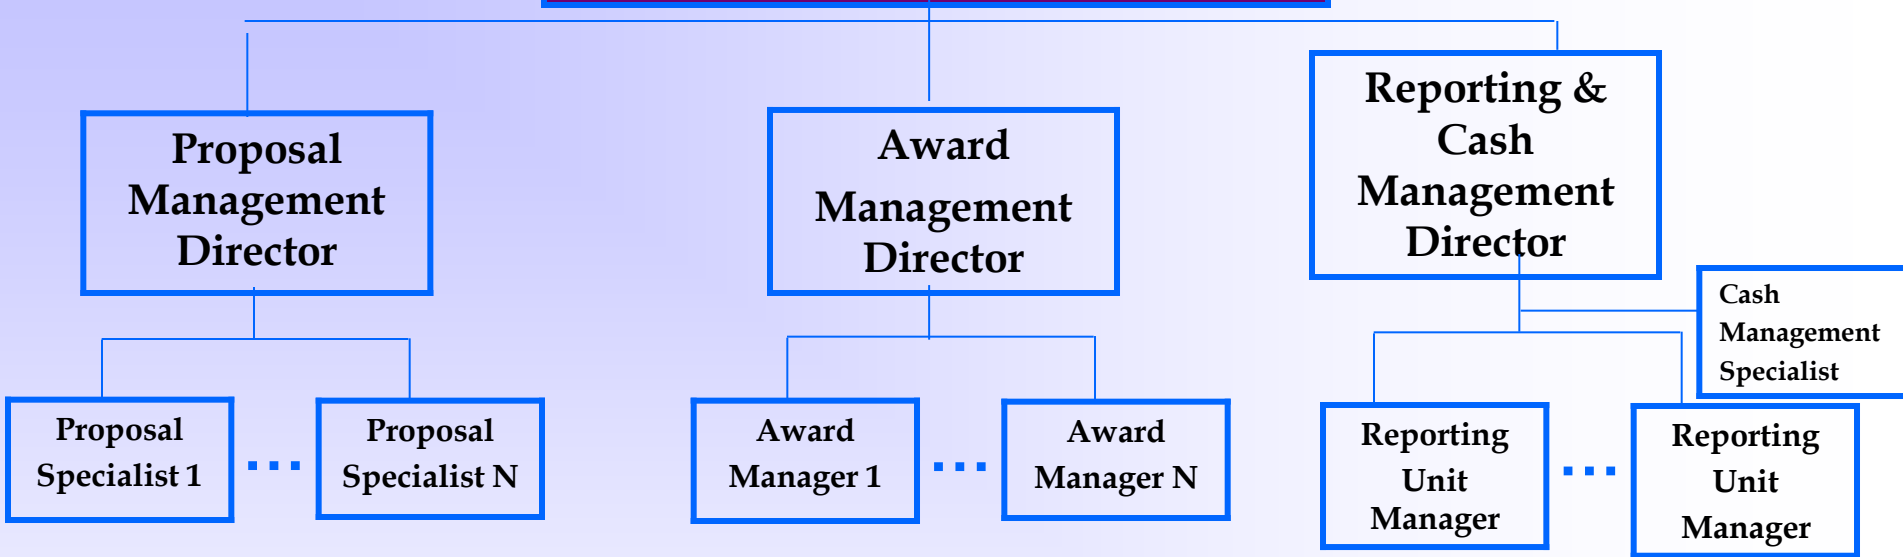 Proposal
Management
Director
Award
Management
Director
Reporting &
Cash
Management
Director
Cash
Management
Specialist
Proposal
Specialist 1
...
Proposal
Specialist N
Award
Manager 1
...
Award
Manager N
Reporting
Unit
Manager
...
Reporting
Unit
Manager